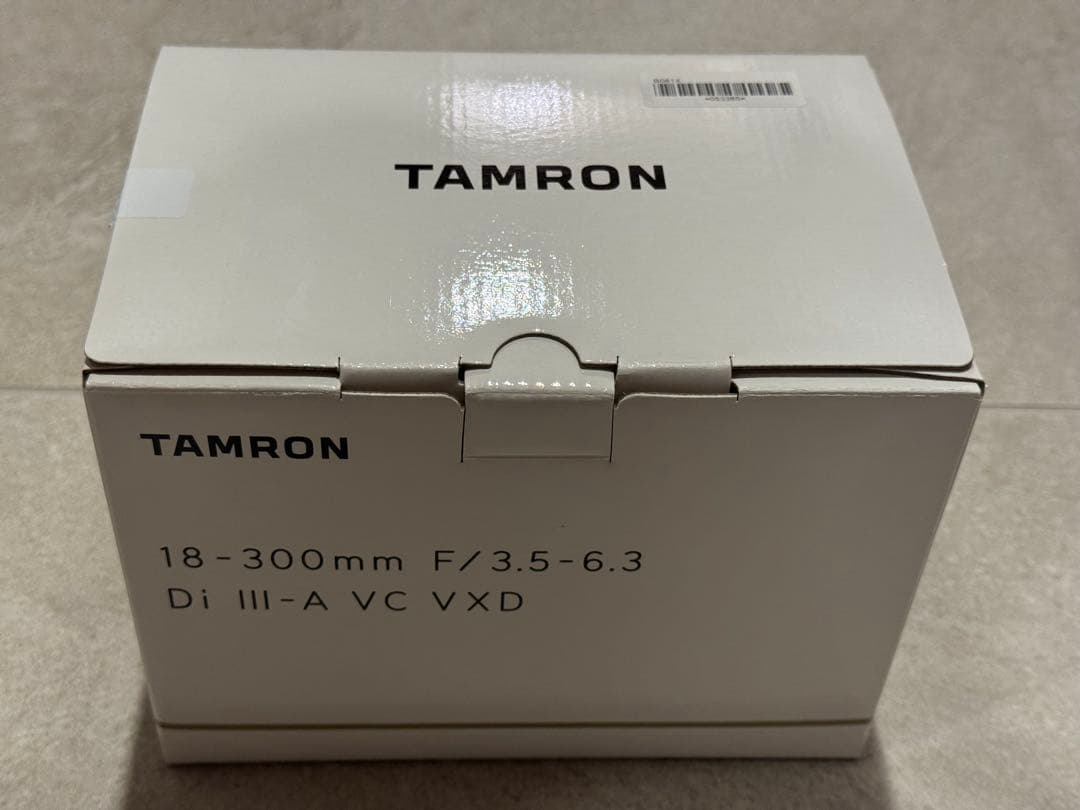 TAMRON
TAMRON
18-300mm F/3.5-6.3
Di III-A VC VXD